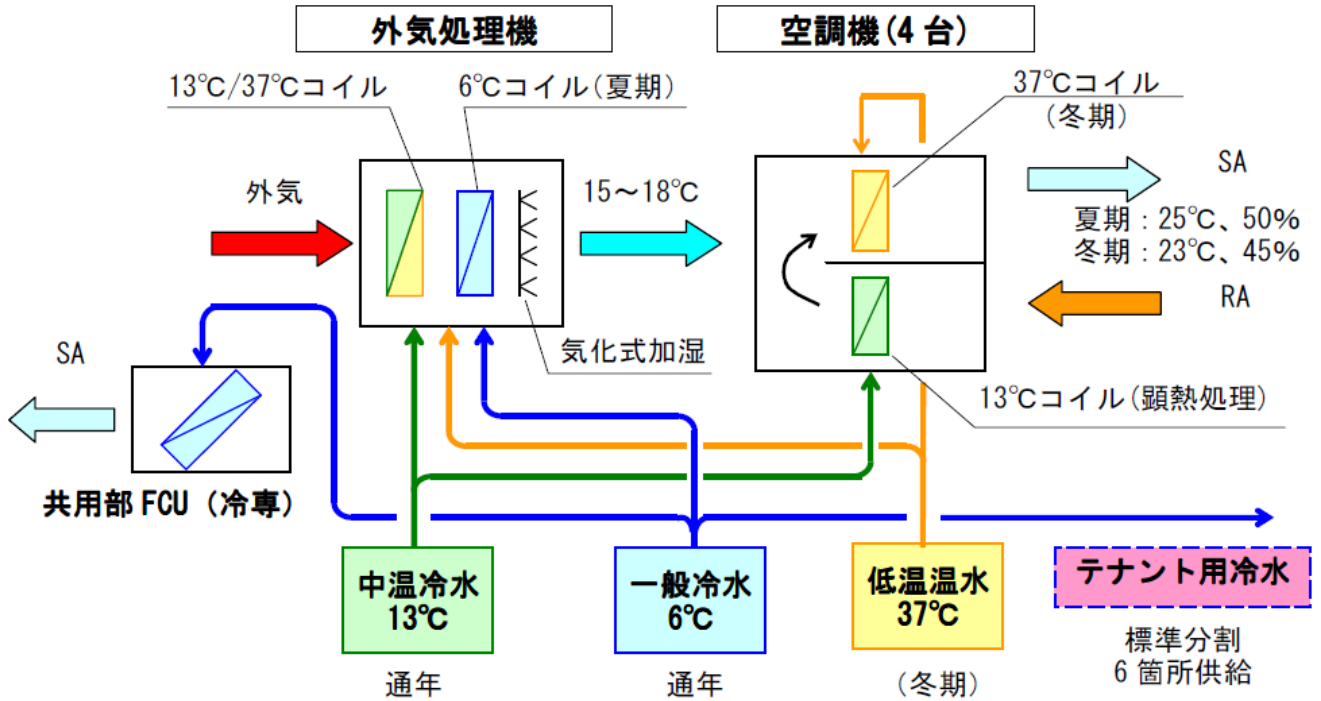 外気処理機
空調機(4台)
13℃/37℃コイル
6℃コイル(夏期)
37℃コイル
(冬期)
外気
15～18℃
SA
夏期：25℃、50%
冬期：23℃、45%
RA
気化式加湿
SA
13℃コイル(顕熱処理)
共用部FCU（冷専）
中温冷水
13℃
一般冷水
6℃
低温温水
37℃
テナント用冷水
通年
通年
(冬期)
標準分割
6箇所供給